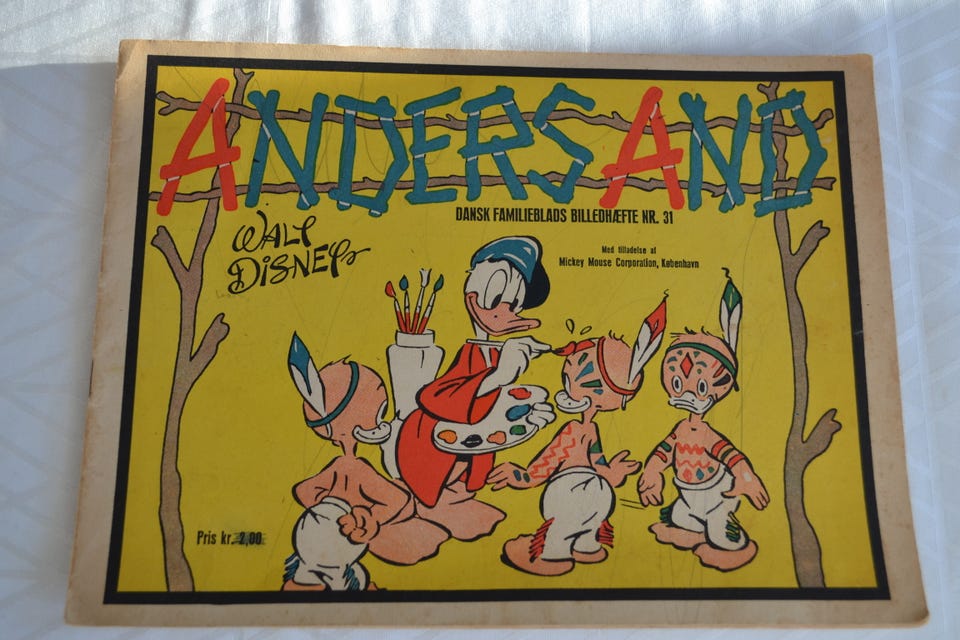 ANDERS AND
DANSK FAMILIEBLADS BILLEDHÆFTE NR. 31
WALT
DISNEYs
Med tilladelse af
Mickey Mouse Corporation, København
Pris kr. 2,00